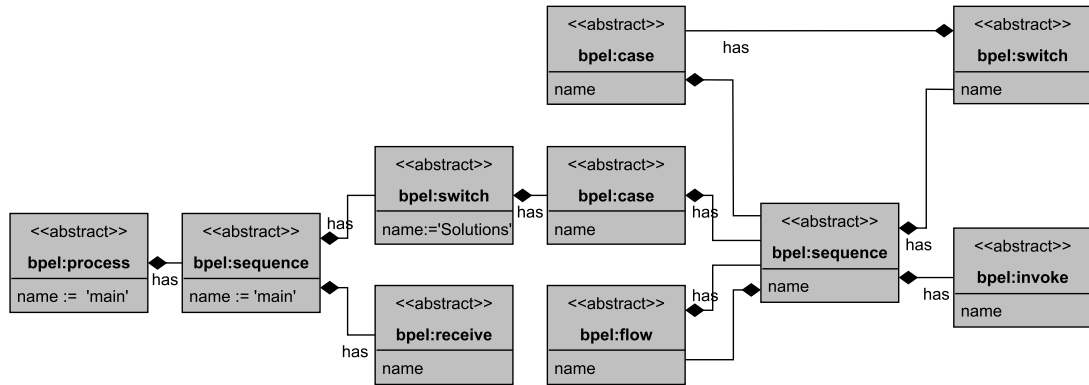 <<abstract>>
bpel:case
name
has
<<abstract>>
bpel:switch
name
<<abstract>>
bpel:switch
name:='Solutions'
has
<<abstract>>
bpel:case
name
has
<<abstract>>
bpel:process
name := 'main'
has
<<abstract>>
bpel:sequence
name := 'main'
has
has
<<abstract>>
bpel:sequence
name
has
has
<<abstract>>
bpel:invoke
name
<<abstract>>
bpel:receive
name
<<abstract>>
bpel:flow
name
has